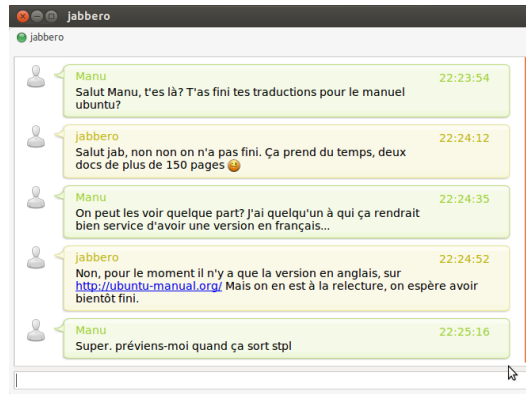 jabbero
jabbero
Manu 22:23:54
Salut Manu, t'es là? T'as fini tes traductions pour le manuel
ubuntu?
jabbero 22:24:12
Salut jab, non non on n'a pas fini. Ça prend du temps, deux
docs de plus de 150 pages
Manu 22:24:35
On peut les voir quelque part? J'ai quelqu'un à qui ça rendrait
bien service d'avoir une version en français...
jabbero 22:24:52
Non, pour le moment il n'y a que la version en anglais, sur
http://ubuntu-manual.org/ Mais on en est à la relecture, on espère avoir
bientôt fini.
Manu 22:25:16
Super. préviens-moi quand ça sort stpl